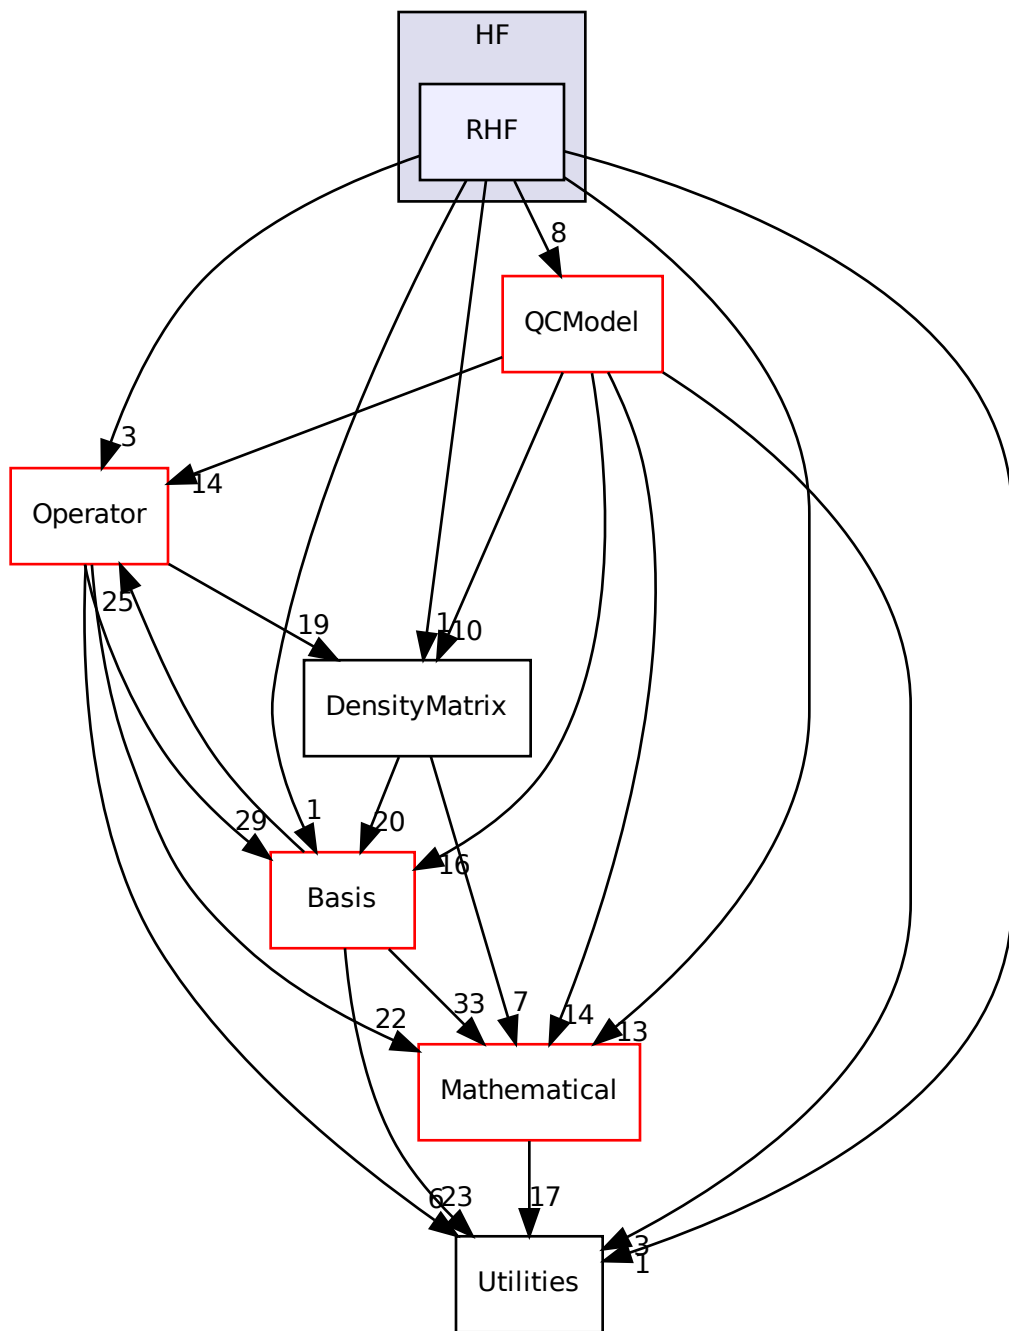 HF
RHF
8
QCModel
3
14
Operator
25
19
1
10
DensityMatrix
29
1
20
16
Basis
22
33
7
14
13
Mathematical
6
23
17
3
1
Utilities